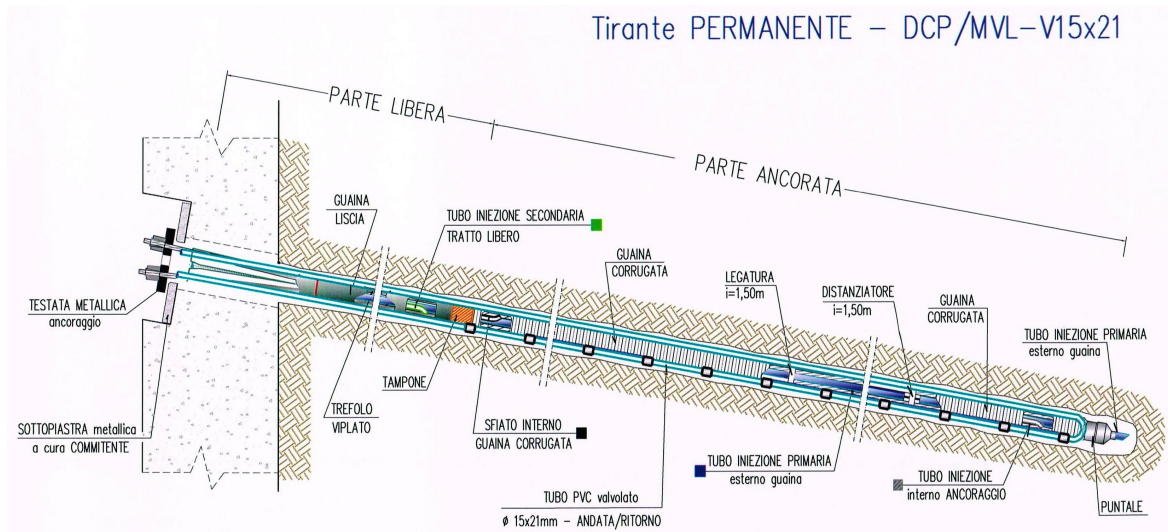 Tirante PERMANENTE – DCP/MVL–V15x21
PARTE LIBERA
PARTE ANCORATA
GUAINA
LISCIA
TUBO INIEZIONE SECONDARIA
TRATTO LIBERO
GUAINA
CORRUGATA
LEGATURA
i=1,50m
DISTANZIATORE
i=1,50m
GUAINA
CORRUGATA
TUBO INIEZIONE PRIMARIA
esterno guaina
TESTATA METALLICA
ancoraggio
SOTTOPIASTRA metallica
a cura COMMITENTE
TREFOLO
VIPLATO
TAMPONE
SFIATO INTERNO
GUAINA CORRUGATA
TUBO PVC valvolato
ø 15x21mm – ANDATA/RITORNO
TUBO INIEZIONE PRIMARIA
esterno guaina
TUBO INIEZIONE
interno ANCORAGGIO
PUNTALE